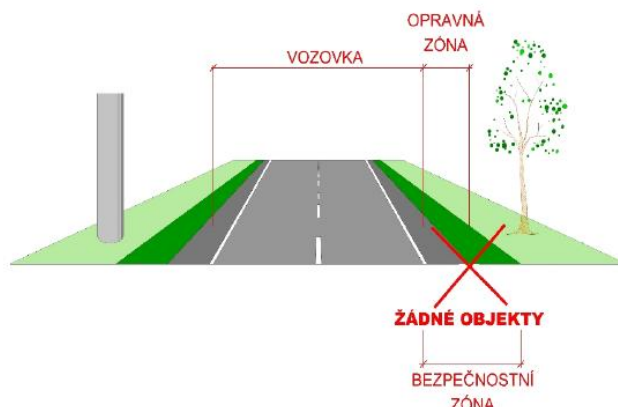 OPRAVNÁ
ZÓNA
VOZOVKA
ŽÁDNÉ OBJEKTY
BEZPEČNOSTNÍ
ZÓNA